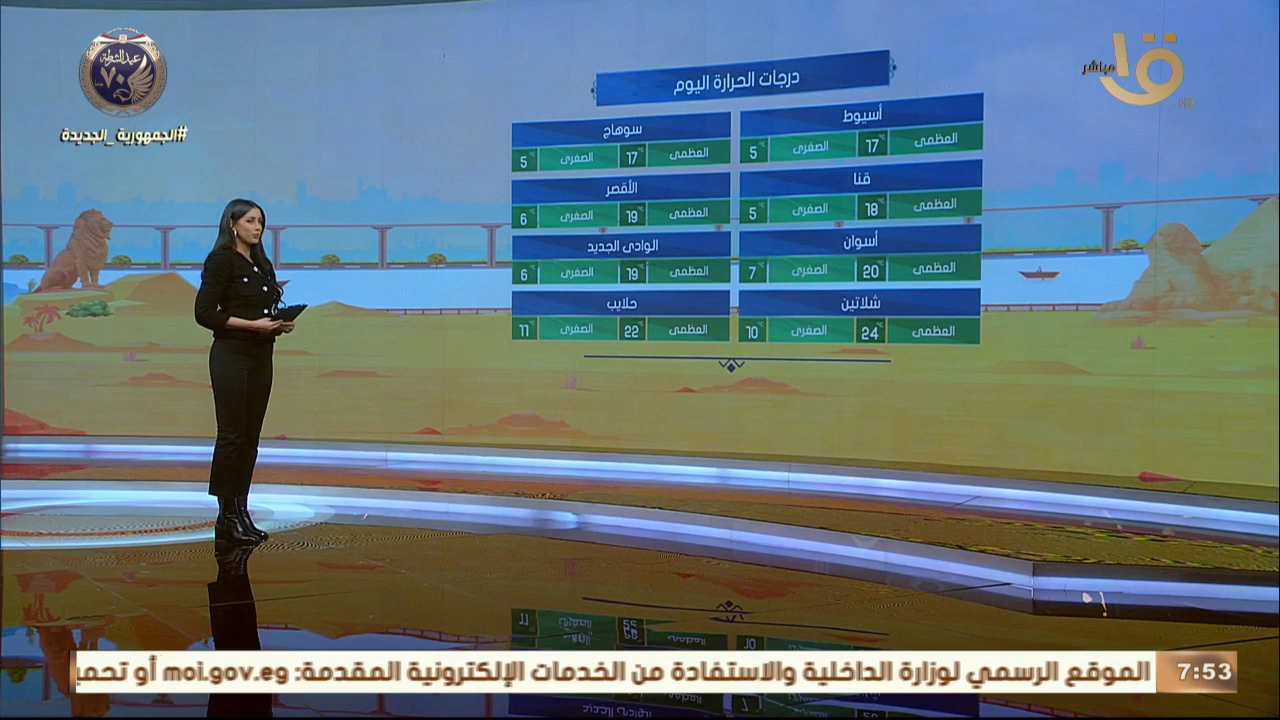 عيد الشرطة
٧٠
#الجمهورية_الجديدة
مباشر
HD
درجات الحرارة اليوم
أسيوط
العظمى 17 °C الصغرى 5 °C
سوهاج
العظمى 17 °C الصغرى 5 °C
قنا
العظمى 18 °C الصغرى 5 °C
الأقصر
العظمى 19 °C الصغرى 6 °C
أسوان
العظمى 20 °C الصغرى 7 °C
الوادى الجديد
العظمى 19 °C الصغرى 6 °C
شلاتين
العظمى 24 °C الصغرى 10 °C
حلايب
العظمى 22 °C الصغرى 11 °C
7:53
الموقع الرسمي لوزارة الداخلية والاستفادة من الخدمات الإلكترونية المقدمة: moi.gov.eg أو تحميـ